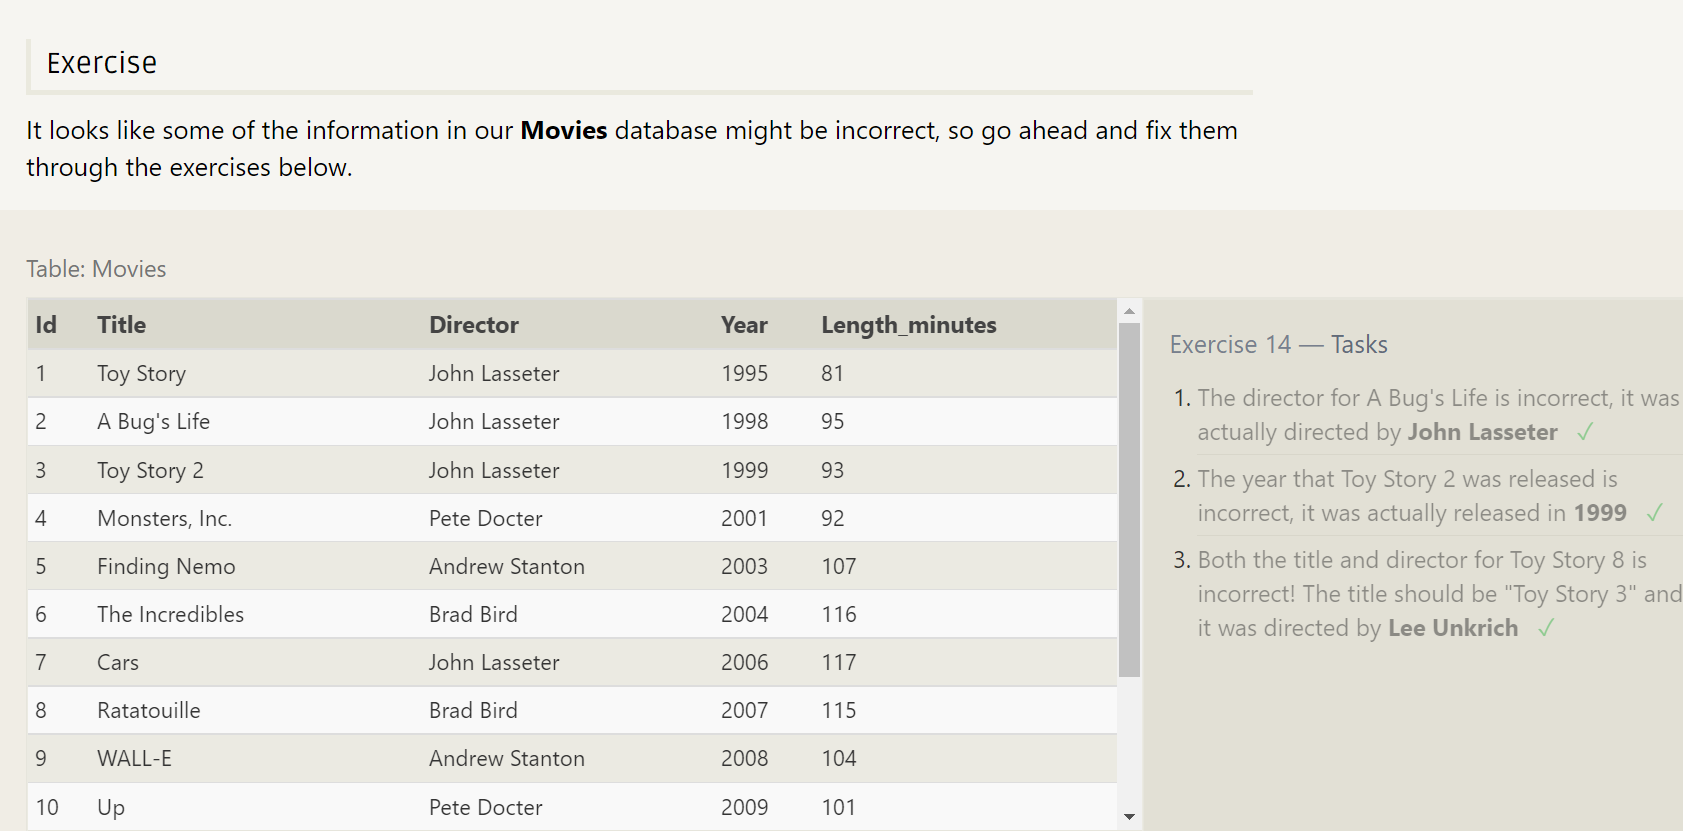 Exercise
It looks like some of the information in our Movies database might be incorrect, so go ahead and fix them
through the exercises below.
Table: Movies
Id Title Director Year Length_minutes
1 Toy Story John Lasseter 1995 81
2 A Bug's Life John Lasseter 1998 95
3 Toy Story 2 John Lasseter 1999 93
4 Monsters, Inc. Pete Docter 2001 92
5 Finding Nemo Andrew Stanton 2003 107
6 The Incredibles Brad Bird 2004 116
7 Cars John Lasseter 2006 117
8 Ratatouille Brad Bird 2007 115
9 WALL-E Andrew Stanton 2008 104
10 Up Pete Docter 2009 101
Exercise 14 — Tasks
1. The director for A Bug's Life is incorrect, it was
actually directed by John Lasseter ✓
2. The year that Toy Story 2 was released is
incorrect, it was actually released in 1999 ✓
3. Both the title and director for Toy Story 8 is
incorrect! The title should be "Toy Story 3" and
it was directed by Lee Unkrich ✓